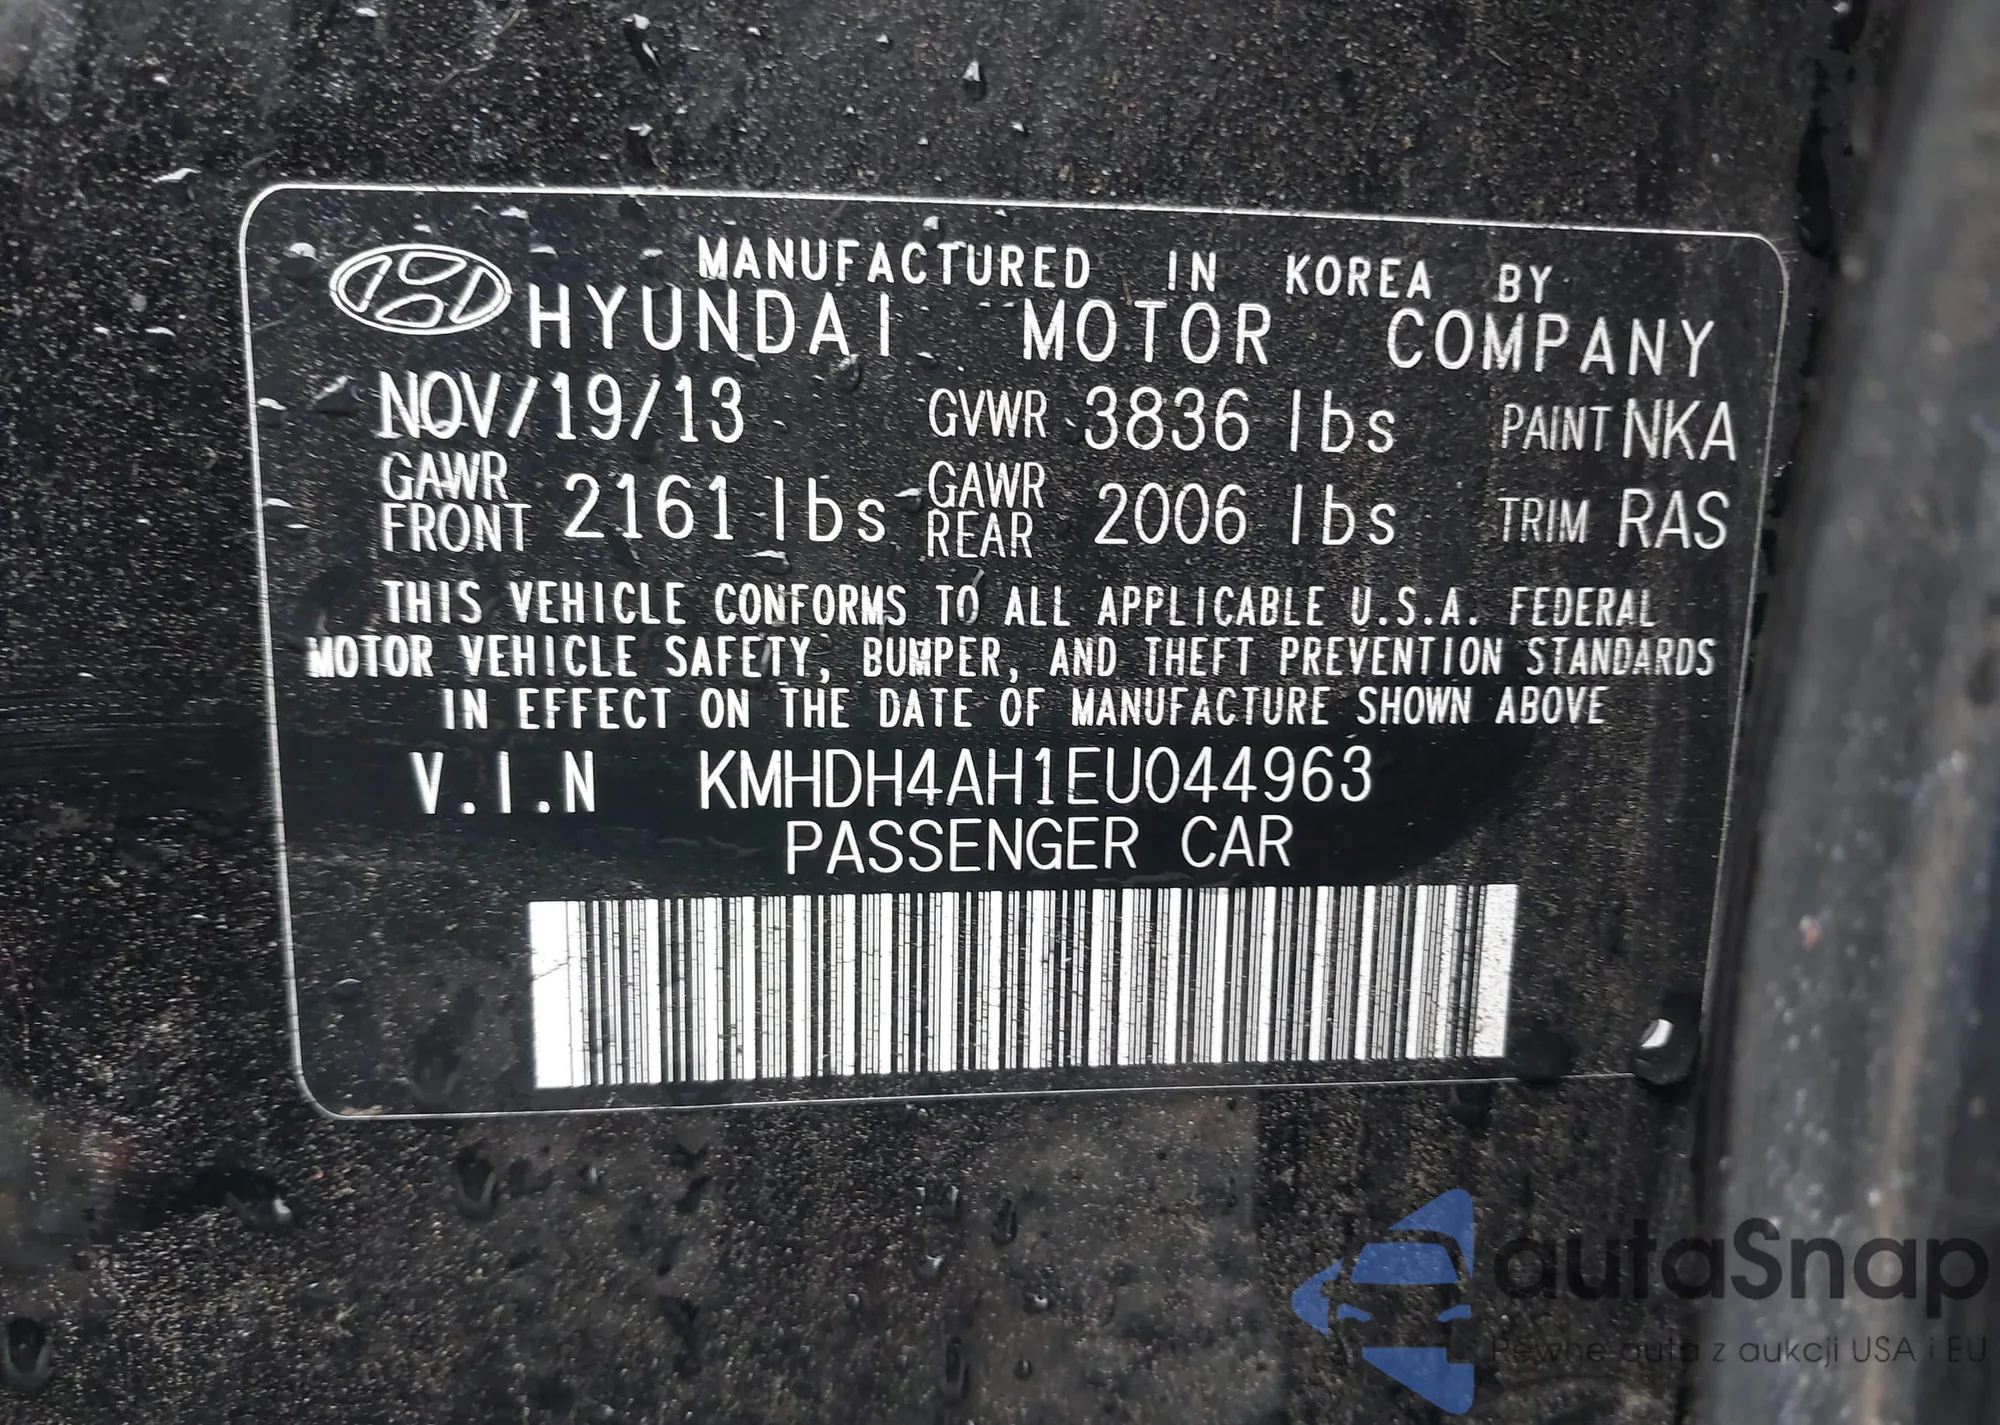 MANUFACTURED IN KOREA BY
HYUNDAI MOTOR COMPANY
NOV/19/13 GVWR 3836 lbs PAINT NKA
GAWR FRONT 2161 lbs GAWR REAR 2006 lbs TRIM RAS
THIS VEHICLE CONFORMS TO ALL APPLICABLE U.S.A. FEDERAL
MOTOR VEHICLE SAFETY, BUMPER, AND THEFT PREVENTION STANDARDS
IN EFFECT ON THE DATE OF MANUFACTURE SHOWN ABOVE
V.I.N KMHDH4AH1EU044963
PASSENGER CAR
autaSnap
Pewne auta z aukcji USA i EU